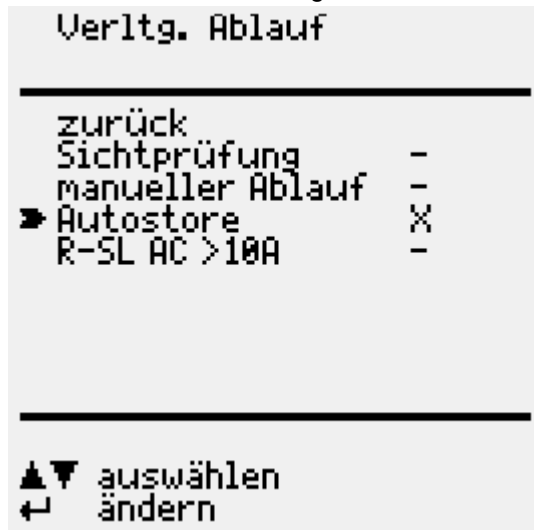 Verltg. Ablauf
zurück
Sichtprüfung -
manueller Ablauf -
Autostore X
R-SL AC >10A -
▲▼ auswählen
↵ ändern